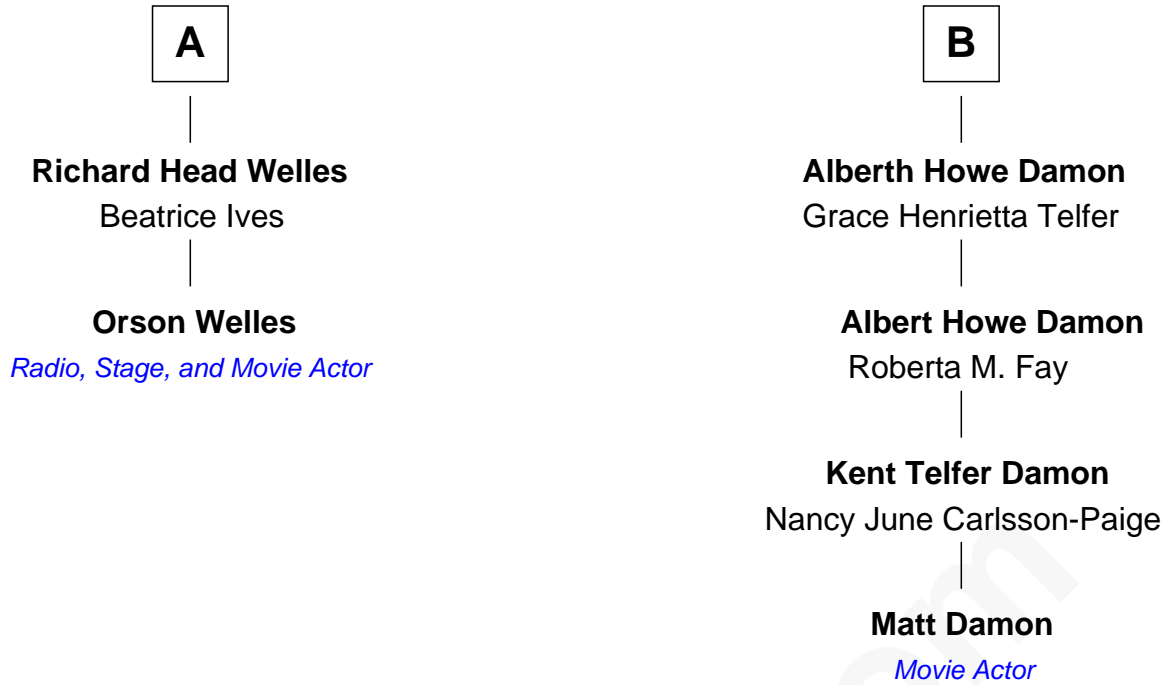 A
Richard Head Welles
Beatrice Ives
Orson Welles
Radio, Stage, and Movie Actor
B
Alberth Howe Damon
Grace Henrietta Telfer
Albert Howe Damon
Roberta M. Fay
Kent Telfer Damon
Nancy June Carlsson-Paige
Matt Damon
Movie Actor